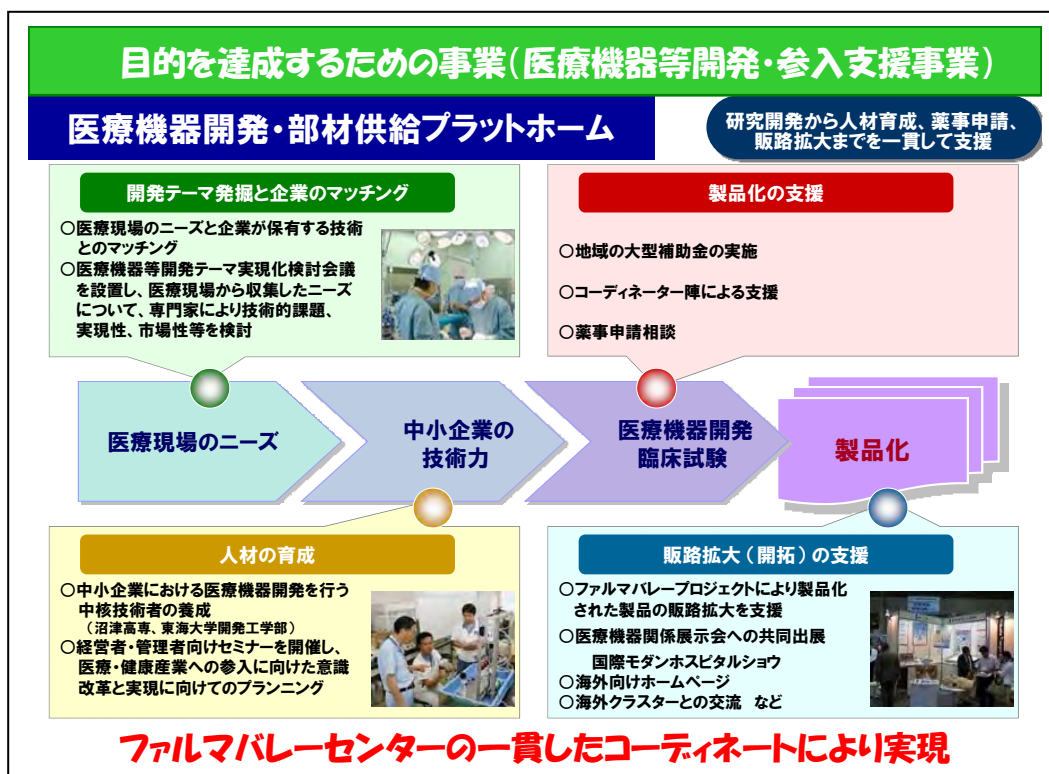 目的を達成するための事業(医療機器等開発・参入支援事業)
医療機器開発・部材供給プラットホーム
研究開発から人材育成、薬事申請、
販路拡大までを一貫して支援
開発テーマ発掘と企業のマッチング
○医療現場のニーズと企業が保有する技術
とのマッチング
○医療機器等開発テーマ実現化検討会議
を設置し、医療現場から収集したニーズ
について、専門家により技術的課題、
実現性、市場性等を検討
製品化の支援
○地域の大型補助金の実施
○コーディネーター陣による支援
○薬事申請相談
医療現場のニーズ
中小企業の
技術力
医療機器開発
臨床試験
製品化
人材の育成
○中小企業における医療機器開発を行う
中核技術者の養成
(沼津高専、東海大学開発工学部)
○経営者・管理者向けセミナーを開催し、
医療・健康産業への参入に向けた意識
改革と実現に向けてのプランニング
販路拡大(開拓)の支援
○ファルマバレープロジェクトにより製品化
された製品の販路拡大を支援
○医療機器関係展示会への共同出展
国際モダンホスピタルショウ
○海外向けホームページ
○海外クラスターとの交流 など
ファルマバレーセンターの一貫したコーディネートにより実現